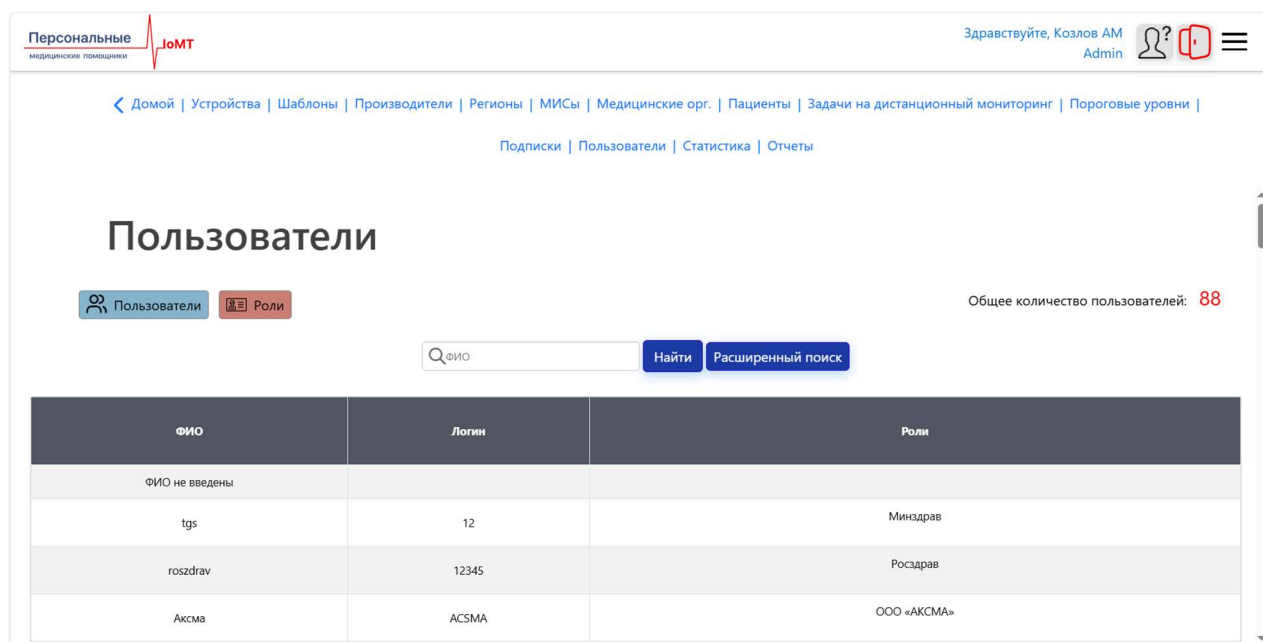 Персональные
медицинские помощники
IoMT
Здравствуйте, Козлов АМ
Admin
Домой | Устройства | Шаблоны | Производители | Регионы | МИСы | Медицинские орг. | Пациенты | Задачи на дистанционный мониторинг | Пороговые уровни |
Подписки | Пользователи | Статистика | Отчеты
Пользователи
Пользователи Роли
Общее количество пользователей: 88
ФИО Найти Расширенный поиск
ФИО Логин Роли
ФИО не введены
tgs 12 Минздрав
roszdrav 12345 Росздрав
Аксма ACSMA ООО «АКСМА»